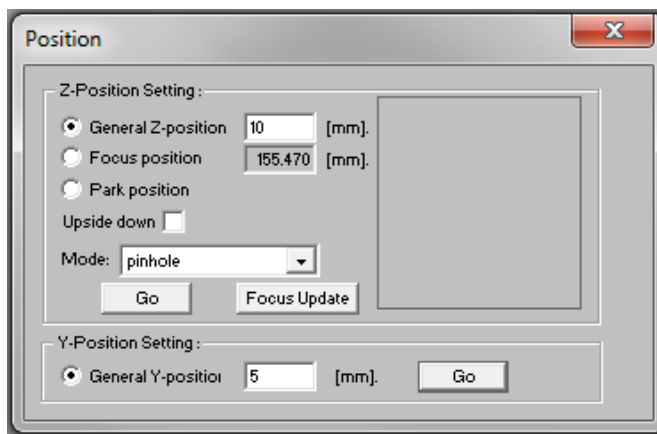 Position
Z-Position Setting :
General Z-position 10 [mm].
Focus position 155.470 [mm].
Park position
Upside down
Mode: pinhole
Go Focus Update
Y-Position Setting :
General Y-position 5 [mm]. Go